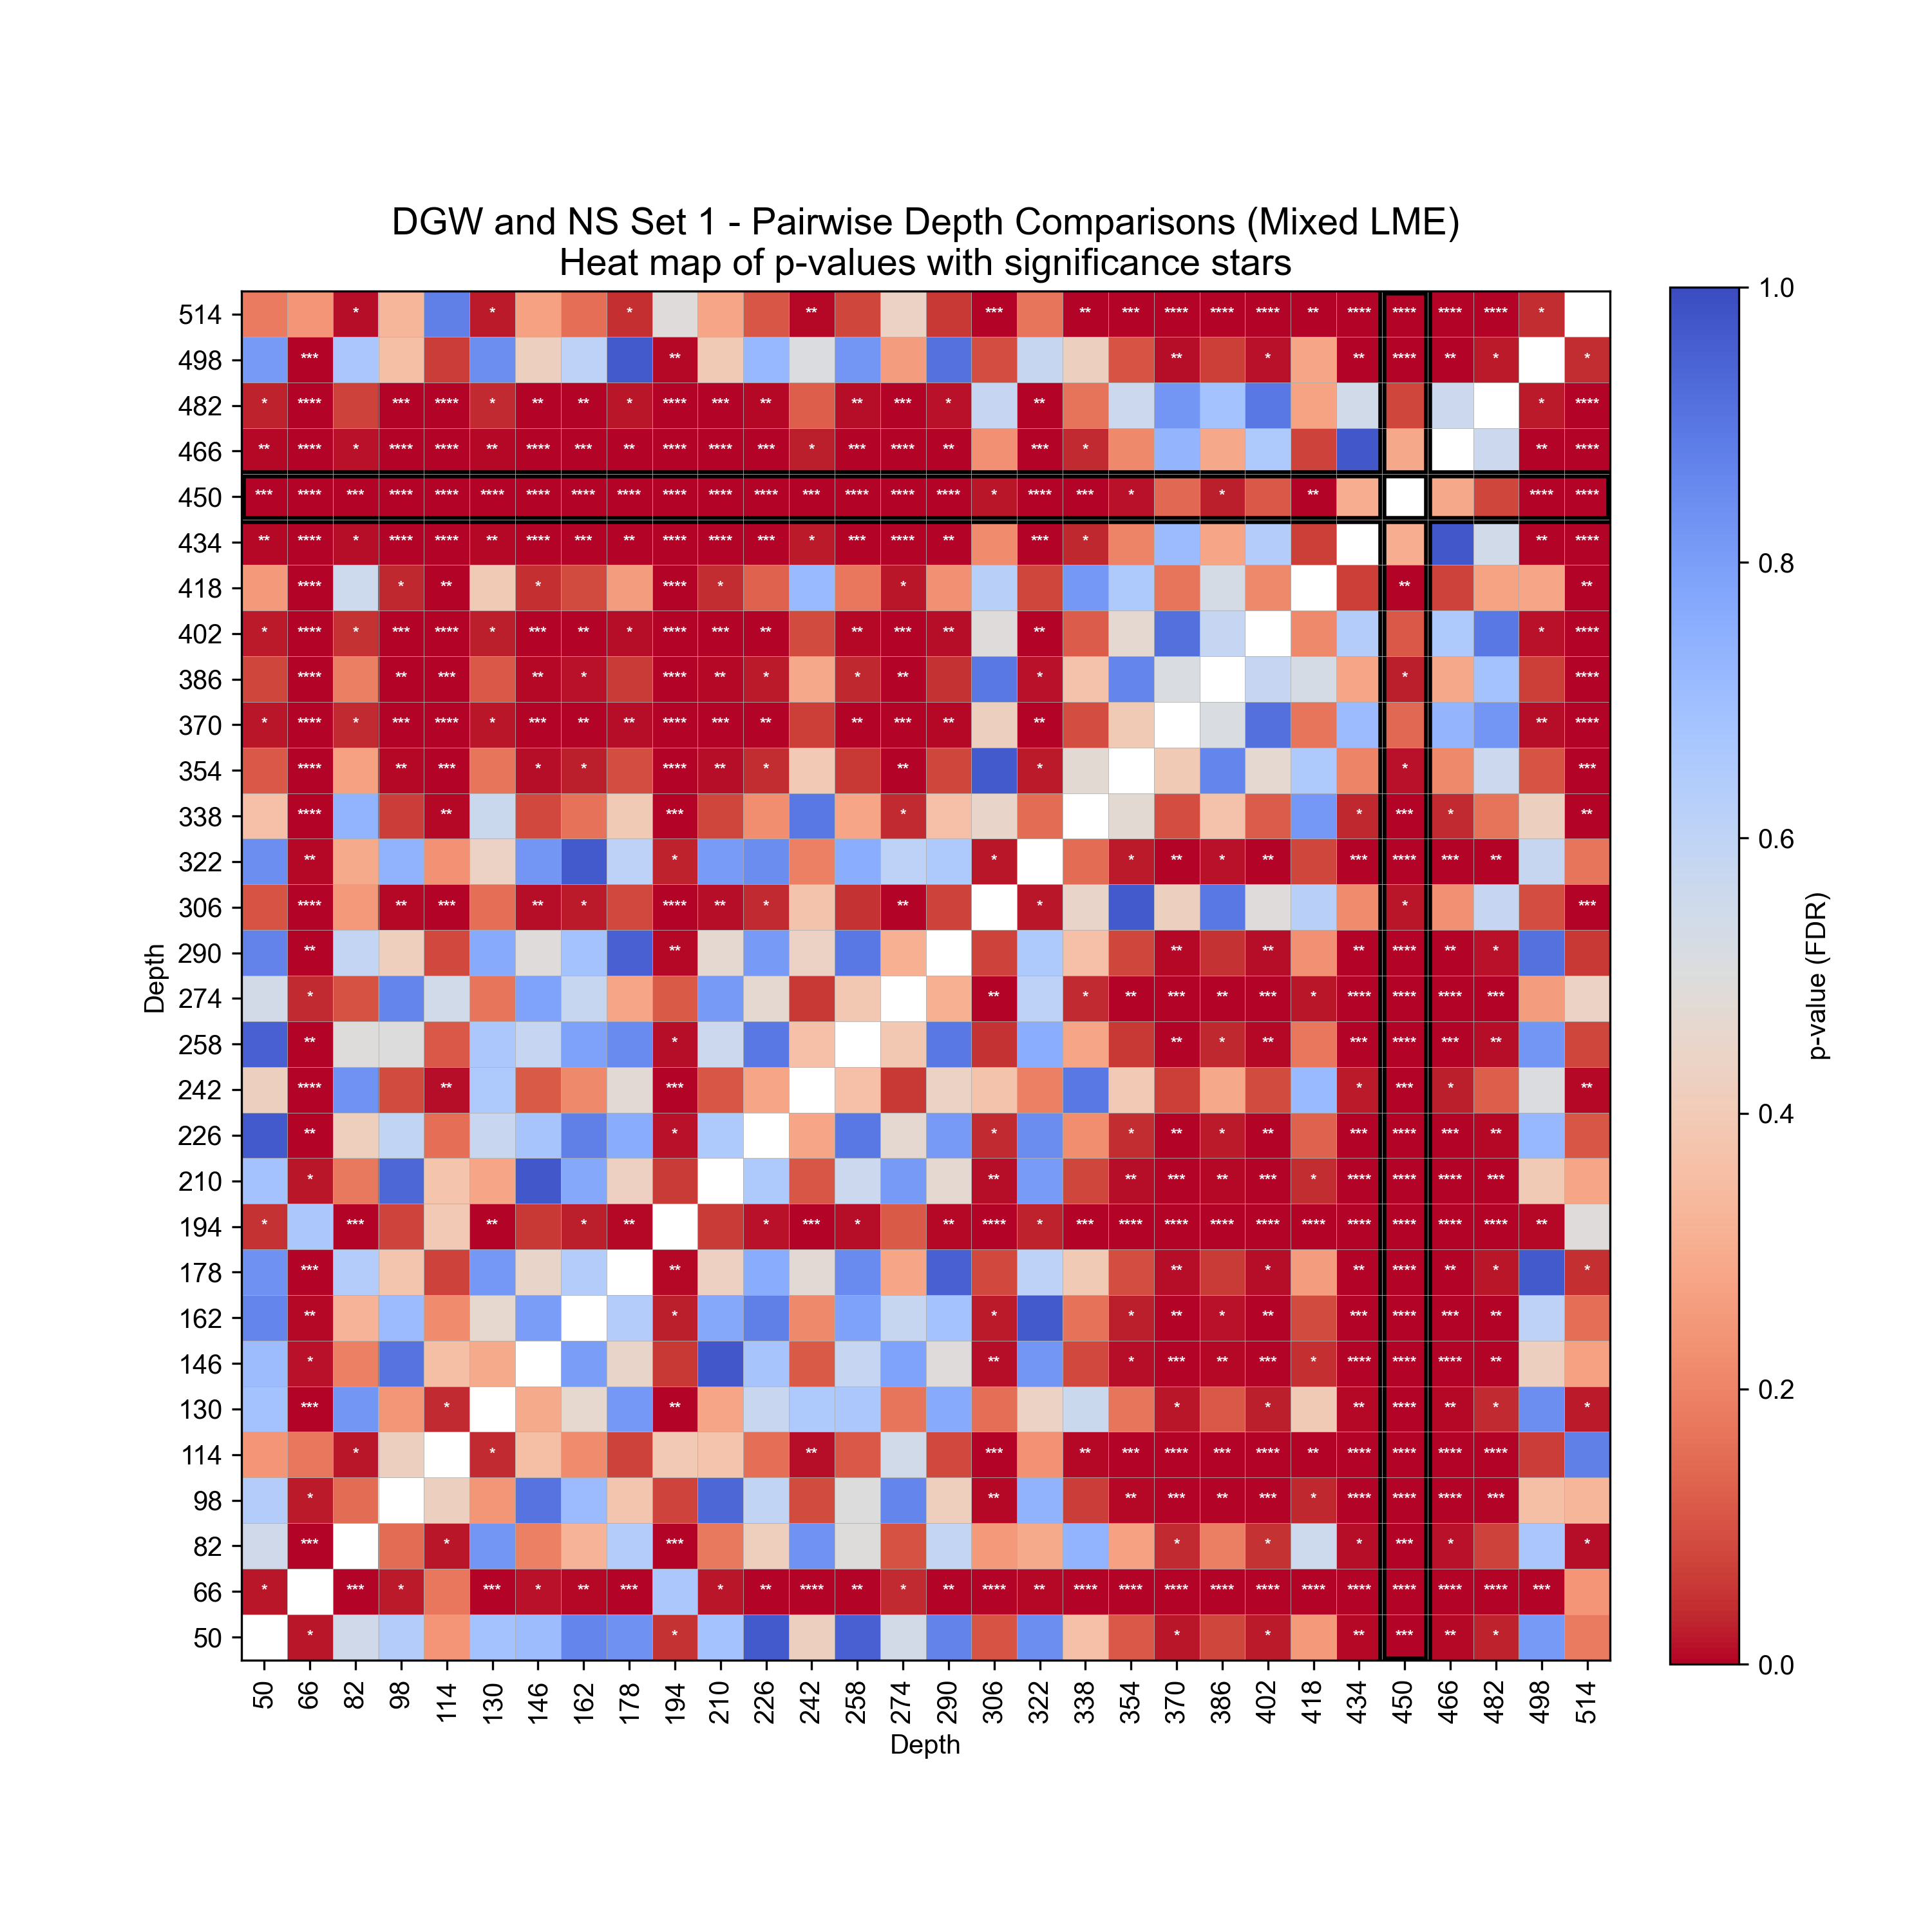 DGW and NS Set 1 - Pairwise Depth Comparisons (Mixed LME)
Heat map of p-values with significance stars
514 * * * ** *** ** *** **** **** **** ** **** **** **** **** *
498 *** ** ** * ** **** ** * *
482 * **** *** **** * ** ** * **** *** ** ** *** * ** * ****
466 ** **** * **** **** ** **** *** ** **** **** *** * *** **** ** *** * ** ****
450 *** **** *** **** **** **** **** **** **** **** **** **** *** **** **** **** * **** *** * * ** **** ****
434 ** **** * **** **** ** **** *** ** **** **** *** * *** **** ** *** * ** ****
418 **** * ** * **** * * ** **
402 * **** * *** **** * *** ** * **** *** ** ** *** ** ** * ****
386 **** ** *** ** * **** ** * * ** * * ****
370 * **** * *** **** * *** ** ** **** *** ** ** *** ** ** ** ****
354 **** ** *** * * **** ** * ** * * ***
338 **** ** *** * * *** * **
322 ** * * * ** * ** *** **** *** **
306 **** ** *** ** * **** ** * ** * * ***
290 ** ** ** ** ** **** ** *
274 * ** * ** *** ** *** * **** **** **** ***
258 ** * ** * ** *** **** *** **
242 **** ** *** * *** * **
226 ** * * * ** * ** *** **** *** **
210 * ** ** *** ** *** * **** **** **** ***
194 * *** ** * ** * *** * ** **** * *** **** **** **** **** **** **** **** **** **** **
178 *** ** ** * ** **** ** * *
162 ** * * * ** * ** *** **** *** **
146 * ** * *** ** *** * **** **** **** **
130 *** * ** * * ** **** ** * *
114 * * ** *** ** *** **** *** **** ** **** **** **** ****
98 * ** ** *** ** *** * **** **** **** ***
82 *** * *** * * * *** * *
66 * *** * *** * ** *** * ** **** ** * ** **** ** **** **** **** **** **** **** **** **** **** **** ***
50 * * * * ** *** ** *
50 66 82 98 114 130 146 162 178 194 210 226 242 258 274 290 306 322 338 354 370 386 402 418 434 450 466 482 498 514
Depth
Depth
1.0
0.8
0.6
0.4
0.2
0.0
p-value (FDR)